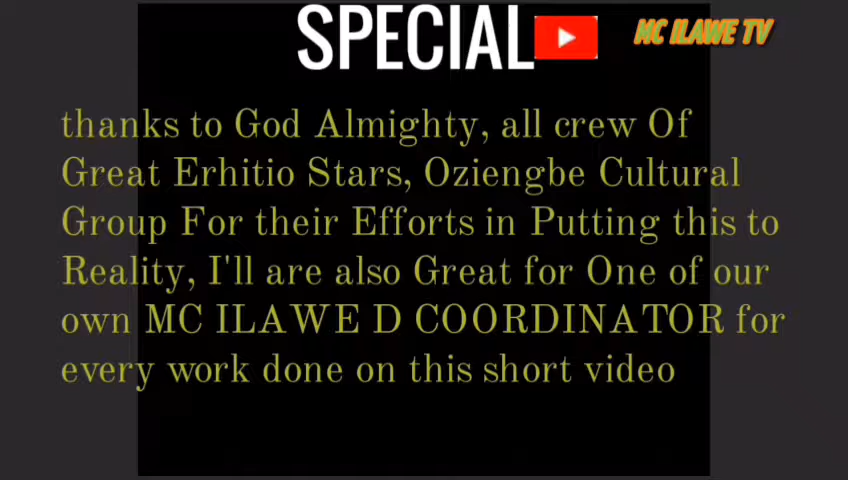 SPECIAL
MC ILAWE TV
thanks to God Almighty, all crew Of
Great Erhitio Stars, Oziengbe Cultural
Group For their Efforts in Putting this to
Reality, I'll are also Great for One of our
own MC ILAWE D COORDINATOR for
every work done on this short video